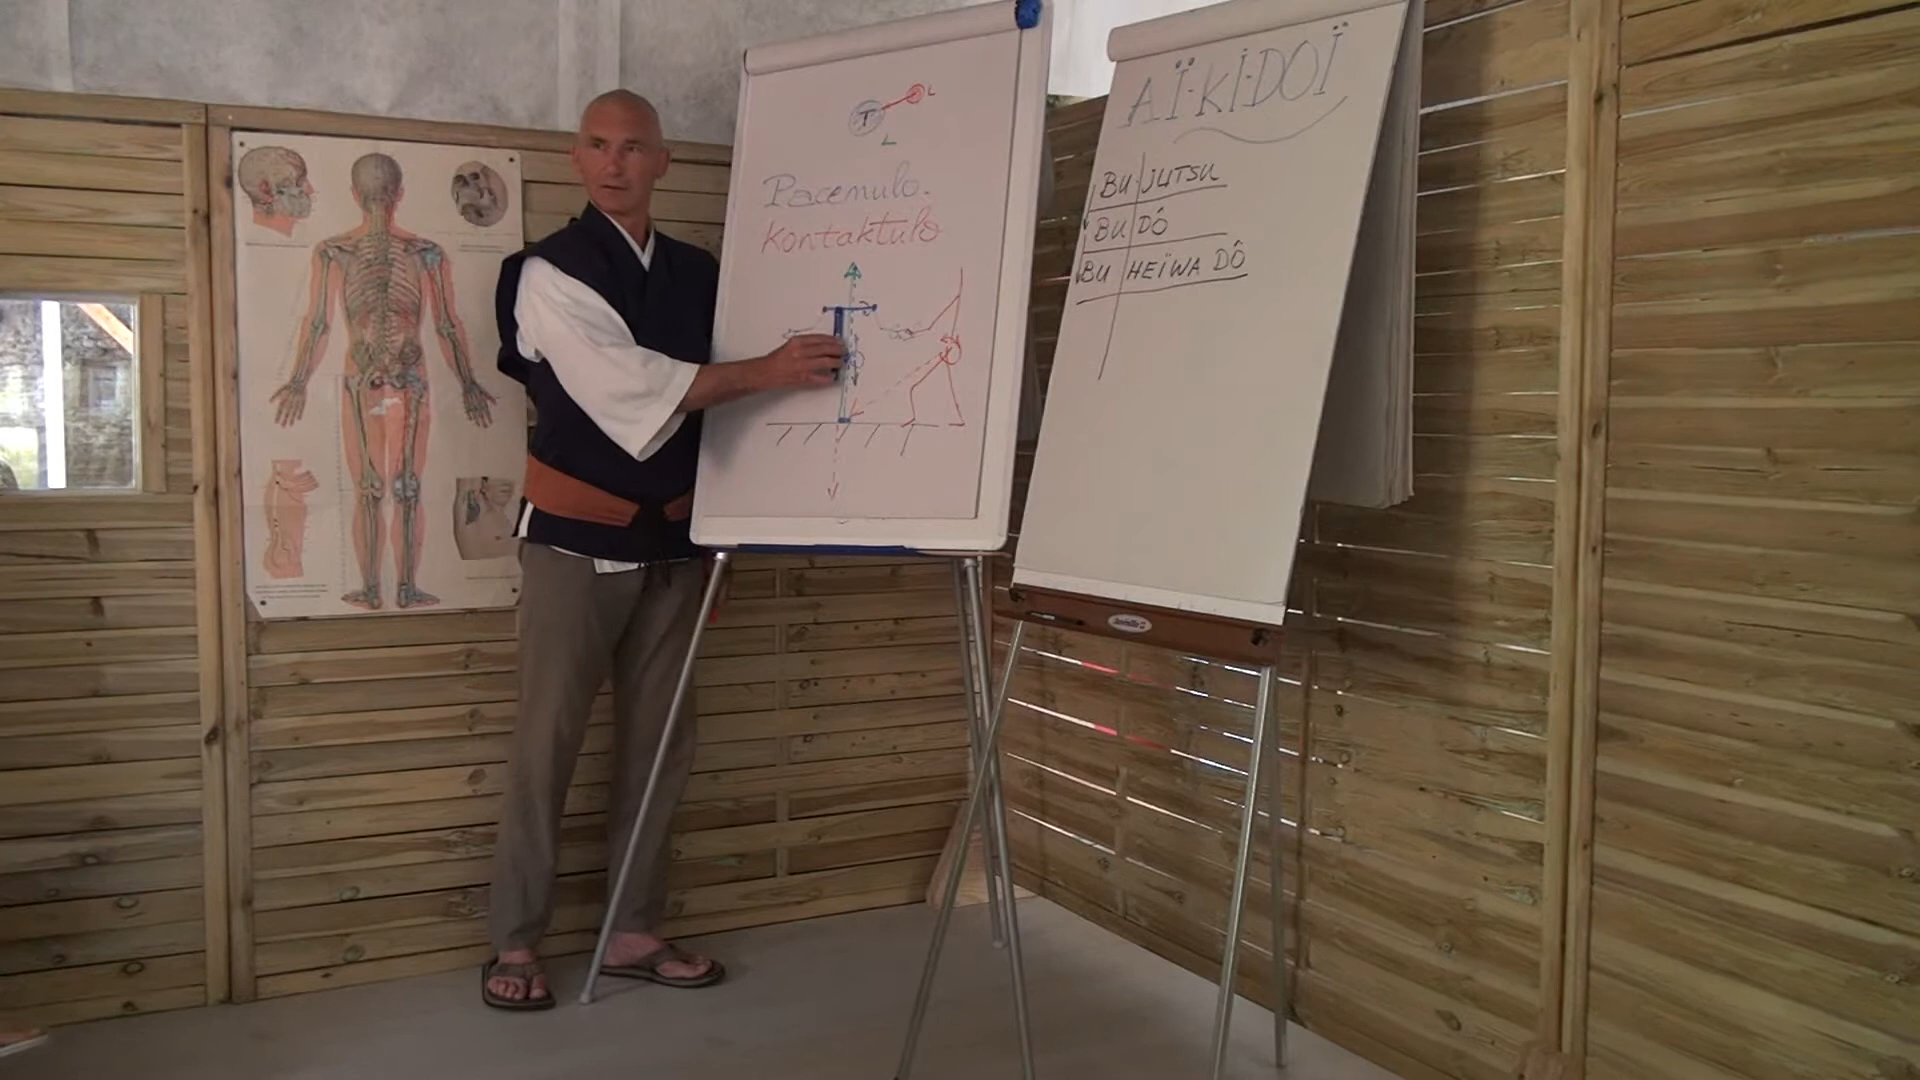 L
T
L
Pacemulo.
Kontaktulo
AÏ-KI-DOÏ
BU-JUTSU
BU DÔ
BU HEÏWA DÔ